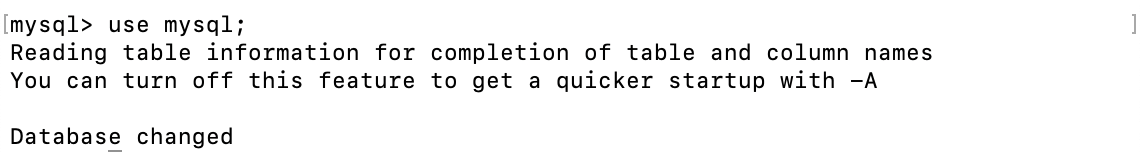 mysql> use mysql;
Reading table information for completion of table and column names
You can turn off this feature to get a quicker startup with -A

Database changed